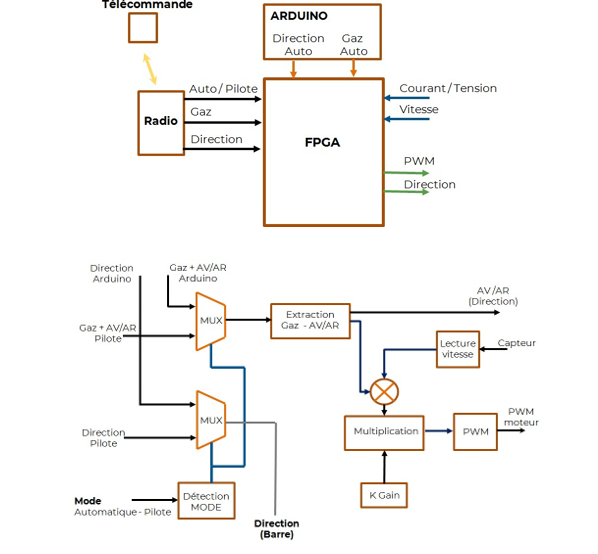 Télécommande
ARDUINO
Direction
Auto
Gaz
Auto
Auto / Pilote
Gaz
Direction
Radio
FPGA
Courant / Tension
Vitesse
PWM
Direction
Direction
Arduino
Gaz + AV/AR
Arduino
Gaz + AV/AR
Pilote
MUX
Extraction
Gaz - AV/AR
AV/AR
(Direction)
Lecture
vitesse
Capteur
Direction
Pilote
MUX
Multiplication
PWM
PWM
moteur
Mode
Automatique - Pilote
Détection
MODE
K Gain
Direction
(Barre)